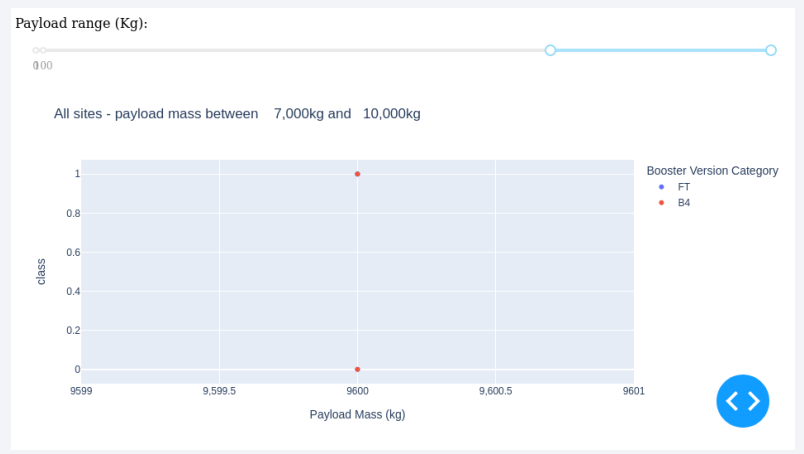 Payload range (Kg):
0 100
All sites - payload mass between 7,000kg and 10,000kg
Booster Version Category
FT
B4
1
0.8
0.6
0.4
0.2
0
class
9599 9,599.5 9600 9,600.5 9601
Payload Mass (kg)